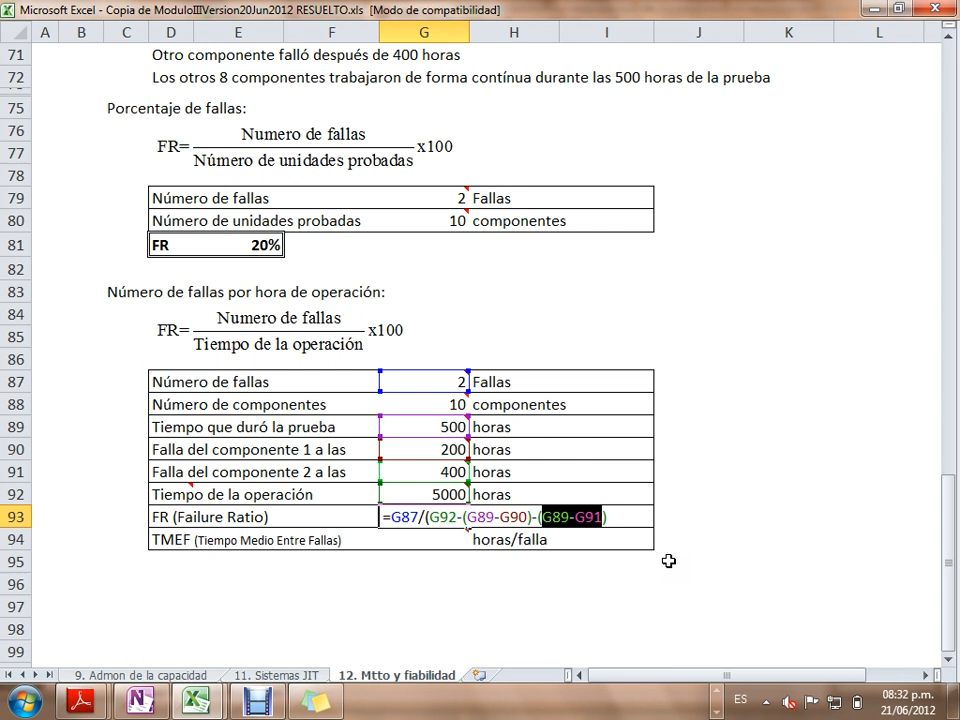 Microsoft Excel - Copia de ModuloIIIVersion20Jun2012 RESUELTO.xls [Modo de compatibilidad]
A B C D E F G H I J K L
71 Otro componente falló después de 400 horas
72 Los otros 8 componentes trabajaron de forma contínua durante las 500 horas de la prueba
75 Porcentaje de fallas:
76 Numero de fallas
FR= x100
77 Número de unidades probadas
78
79 Número de fallas 2 Fallas
80 Número de unidades probadas 10 componentes
81 FR 20%
82
83 Número de fallas por hora de operación:
84 Numero de fallas
FR= x100
85 Tiempo de la operación
86
87 Número de fallas 2 Fallas
88 Número de componentes 10 componentes
89 Tiempo que duró la prueba 500 horas
90 Falla del componente 1 a las 200 horas
91 Falla del componente 2 a las 400 horas
92 Tiempo de la operación 5000 horas
93 FR (Failure Ratio) =G87/(G92-(G89-G90)-(G89-G91)
94 TMEF (Tiempo Medio Entre Fallas) horas/falla
95
96
97
98
99
9. Admon de la capacidad 11. Sistemas JIT 12. Mtto y fiabilidad
ES 08:32 p.m.
21/06/2012